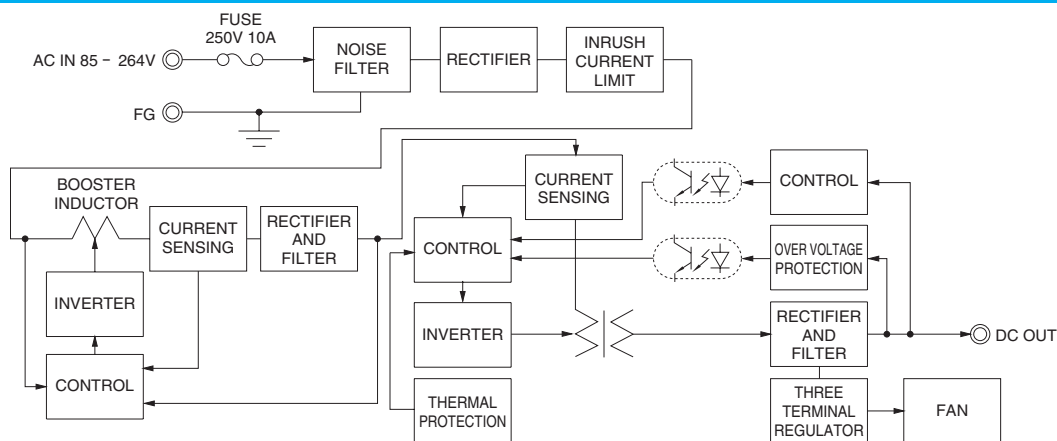 FUSE
250V 10A
AC IN 85 – 264V
NOISE
FILTER
RECTIFIER
INRUSH
CURRENT
LIMIT
FG
BOOSTER
INDUCTOR
CURRENT
SENSING
RECTIFIER
AND
FILTER
INVERTER
CONTROL
CURRENT
SENSING
CONTROL
INVERTER
THERMAL
PROTECTION
CONTROL
OVER VOLTAGE
PROTECTION
RECTIFIER
AND
FILTER
DC OUT
THREE
TERMINAL
REGULATOR
FAN